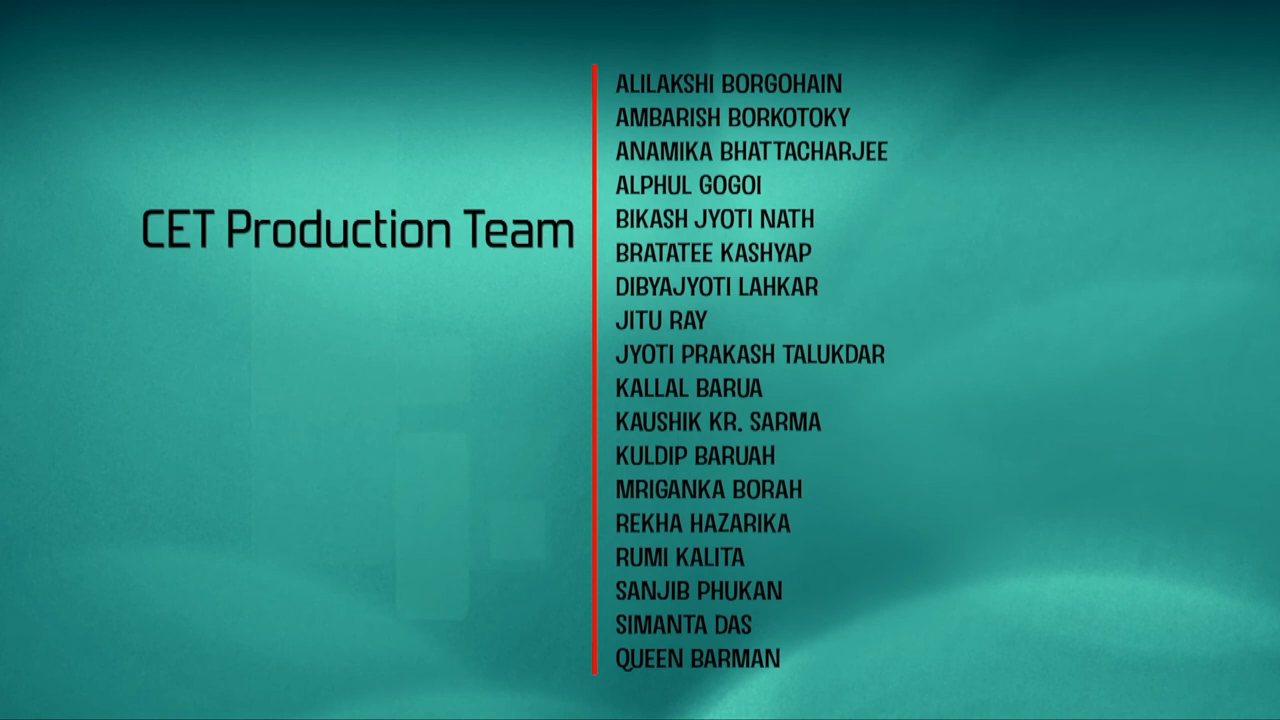 CET Production Team
ALILAKSHI BORGOHAIN
AMBARISH BORKOTOKY
ANAMIKA BHATTACHARJEE
ALPHUL GOGOI
BIKASH JYOTI NATH
BRATATEE KASHYAP
DIBYAJYOTI LAHKAR
JITU RAY
JYOTI PRAKASH TALUKDAR
KALLAL BARUA
KAUSHIK KR. SARMA
KULDIP BARUAH
MRIGANKA BORAH
REKHA HAZARIKA
RUMI KALITA
SANJIB PHUKAN
SIMANTA DAS
QUEEN BARMAN